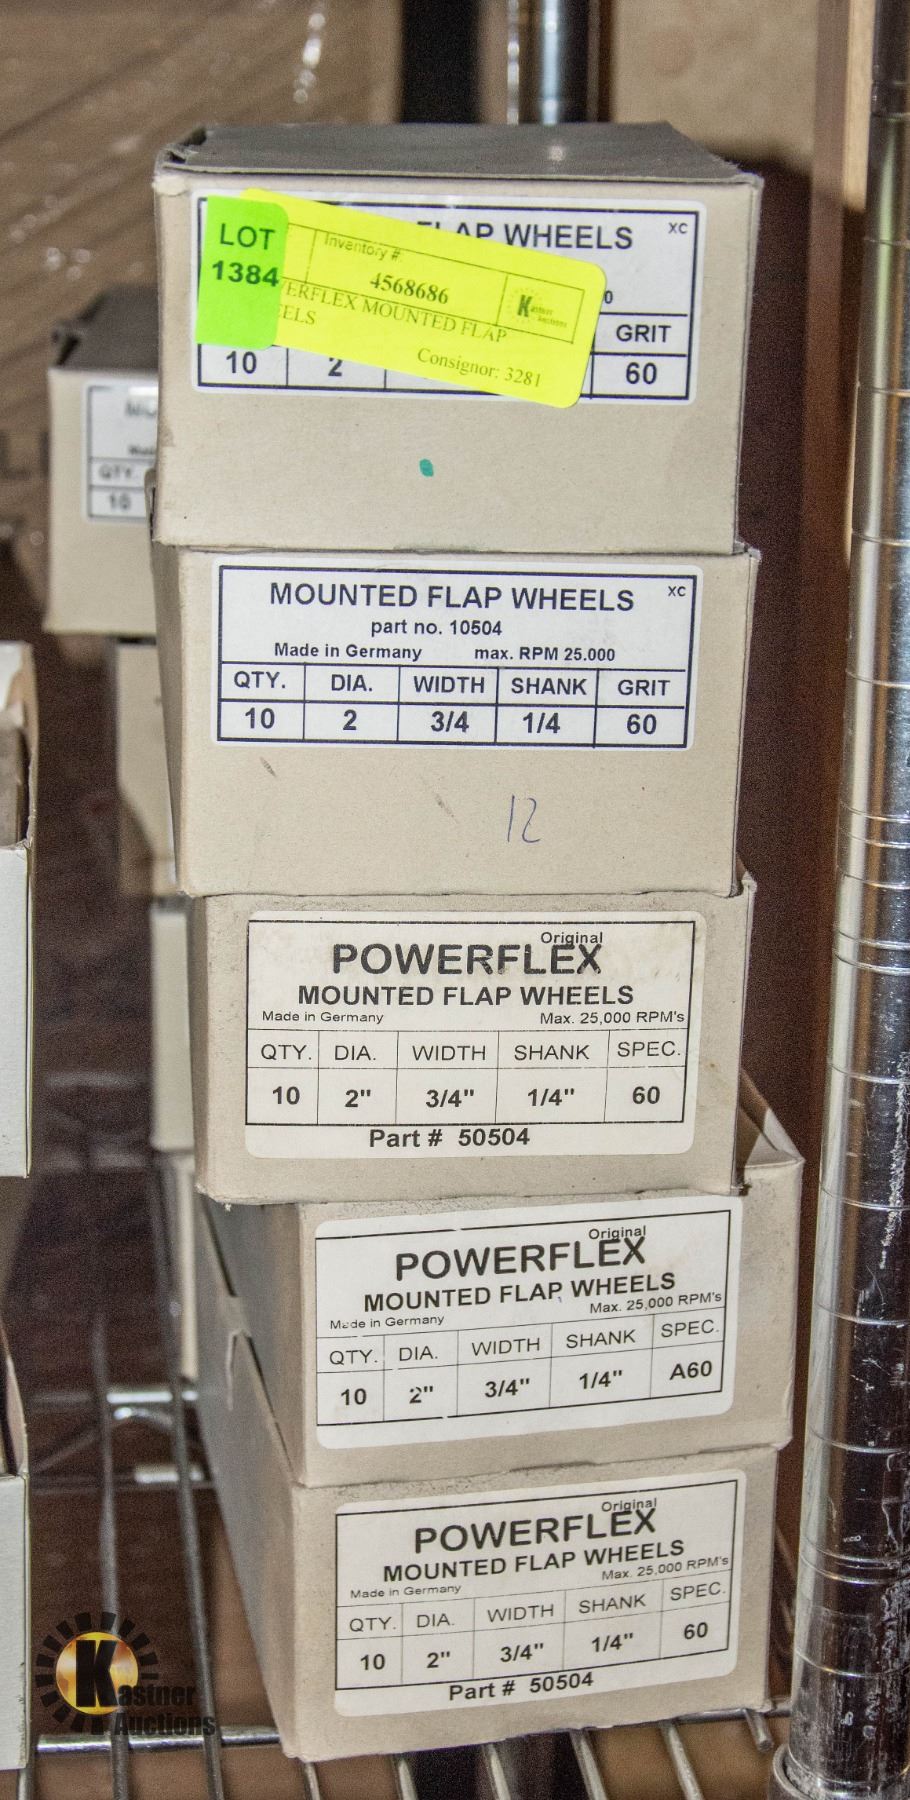 FLAP WHEELS XC
LOT
1384
Inventory #:
4568686
Kastner
Auctions
ERFLEX MOUNTED FLAP
ELS
Consignor: 3281
0
GRIT
10 2 60
QTY.
10
MOUNTED FLAP WHEELS XC
part no. 10504
Made in Germany max. RPM 25.000
QTY. DIA. WIDTH SHANK GRIT
10 2 3/4 1/4 60
12
Original
POWERFLEX
MOUNTED FLAP WHEELS
Made in Germany Max. 25,000 RPM's
QTY. DIA. WIDTH SHANK SPEC.
10 2" 3/4" 1/4" 60
Part # 50504
Original
POWERFLEX
MOUNTED FLAP WHEELS
Made in Germany Max. 25,000 RPM's
QTY. DIA. WIDTH SHANK SPEC.
10 2" 3/4" 1/4" A60
Original
POWERFLEX
MOUNTED FLAP WHEELS
Made in Germany Max. 25,000 RPM's
QTY. DIA. WIDTH SHANK SPEC.
10 2" 3/4" 1/4" 60
Part # 50504
Kastner
Auctions